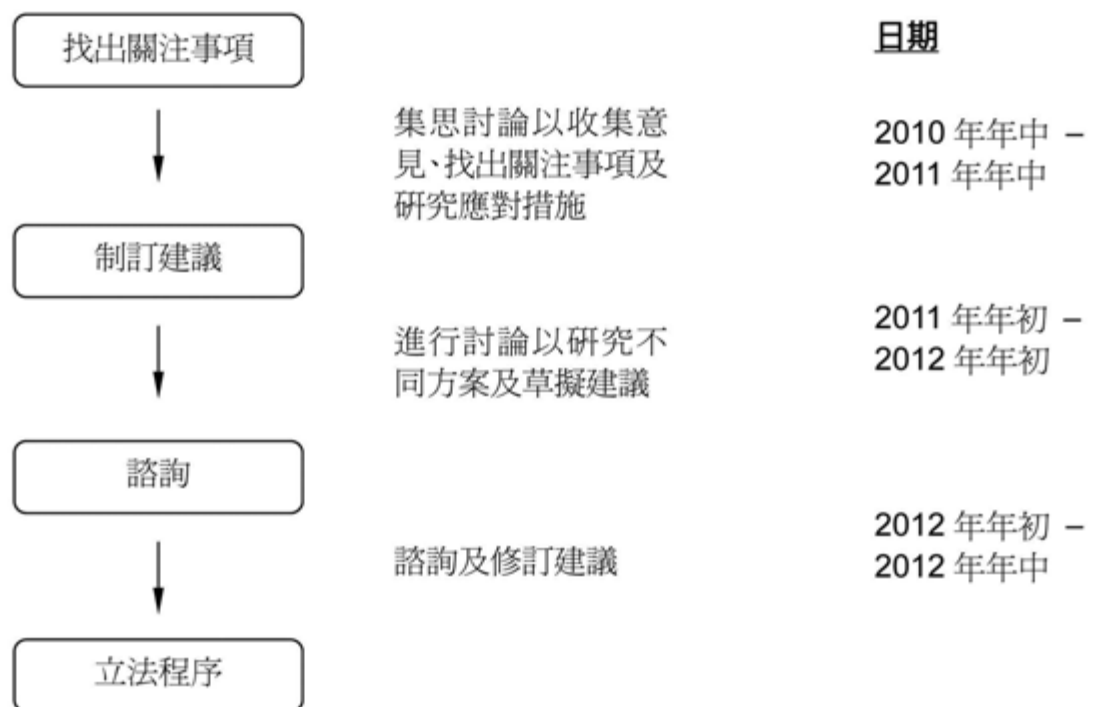 找出關注事項
日期
集思討論以收集意
見、找出關注事項及
研究應對措施
2010 年年中 –
2011 年年中
制訂建議
進行討論以研究不
同方案及草擬建議
2011 年年初 –
2012 年年初
諮詢
諮詢及修訂建議
2012 年年初 –
2012 年年中
立法程序